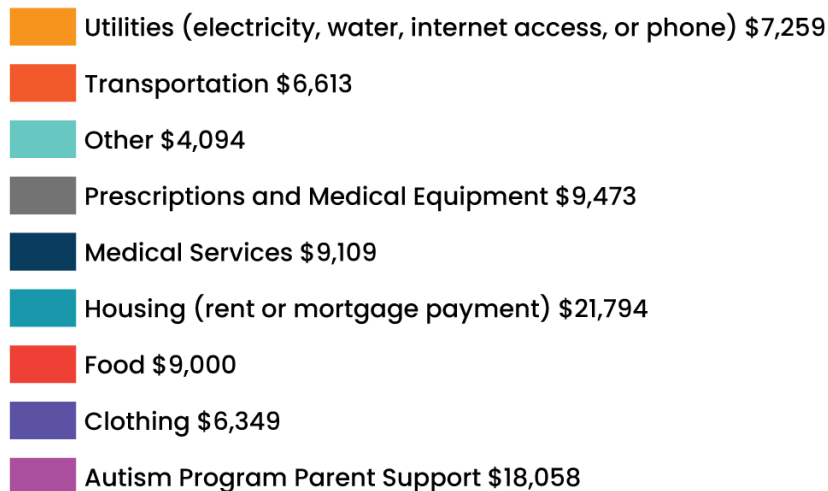 Utilities (electricity, water, internet access, or phone) $7,259
Transportation $6,613
Other $4,094
Prescriptions and Medical Equipment $9,473
Medical Services $9,109
Housing (rent or mortgage payment) $21,794
Food $9,000
Clothing $6,349
Autism Program Parent Support $18,058